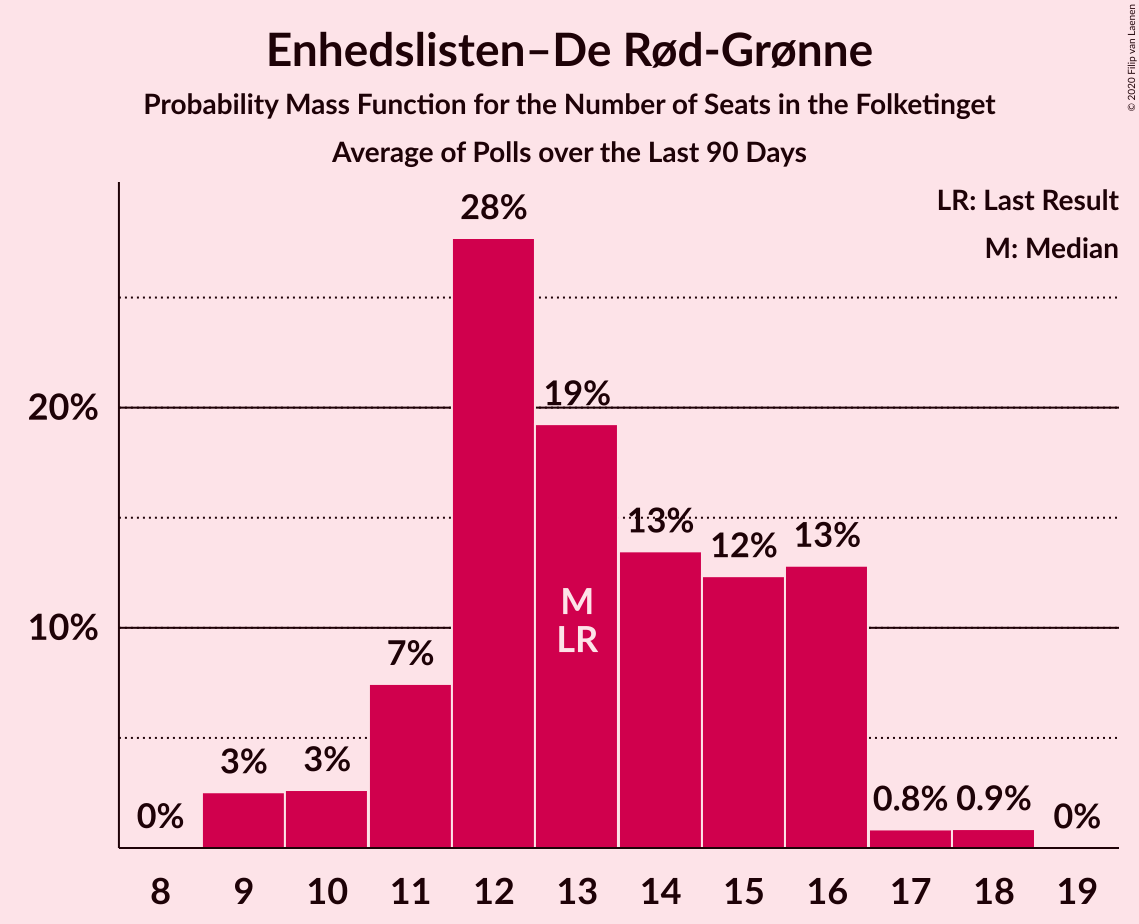 Enhedslisten–De Rød-Grønne
Probability Mass Function for the Number of Seats in the Folketinget
Average of Polls over the Last 90 Days
© 2020 Filip van Laenen
LR: Last Result
M: Median
28%
20%
19%
13%
12%
13%
M
LR
10%
7%
3%
3%
0%
0.8%
0.9%
0%
8 9 10 11 12 13 14 15 16 17 18 19